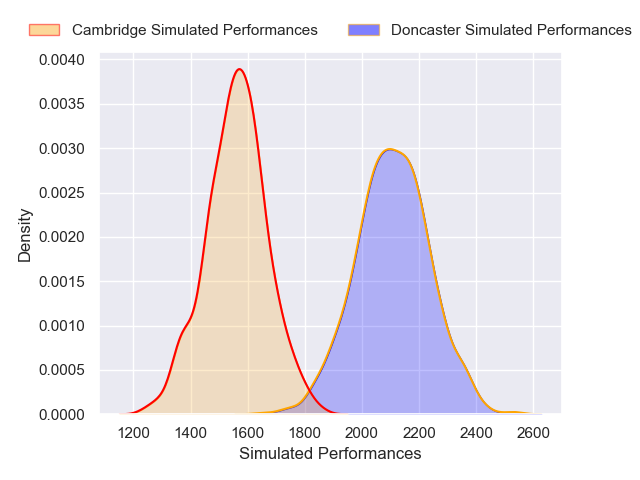 Cambridge Simulated Performances
Doncaster Simulated Performances
0.0040
0.0035
0.0030
0.0025
0.0020
0.0015
0.0010
0.0005
0.0000
Density
1200 1400 1600 1800 2000 2200 2400 2600
Simulated Performances